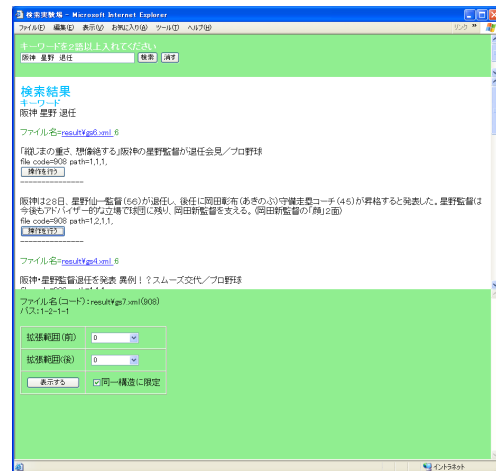 検索実験場 - Microsoft Internet Explorer
ファイル(F) 編集(E) 表示(V) お気に入り(A) ツール(T) ヘルプ(H) リンク »
キーワードを2語以上入れてください
阪神 星野 退任 検索 消す
検索結果
キーワード
阪神 星野 退任
ファイル名=result¥gs6.xml 6
「縦じまの重さ、想像絶する」阪神の星野監督が退任会見/プロ野球
file code=908 path=1,1,1,
操作を行う
---------------
阪神は28日、星野仙一監督(56)が退任し、後任に岡田彰布(あきのぶ)守備走塁コーチ(45)が昇格すると発表した。星野監督は
今後もアドバイザー的な立場で球団に残り、岡田新監督を支える。(岡田新監督の「顔」2面)
file code=908 path=1,2,1,1,
操作を行う
---------------
ファイル名=result¥gs4.xml 6
阪神・星野監督退任を発表 異例!?スムーズ交代/プロ野球
ファイル名(コード):result¥gs7.xml(908)
パス:1-2-1-1
拡張範囲(前) 0
拡張範囲(後) 0
表示する 同一構造に限定
イントラネット